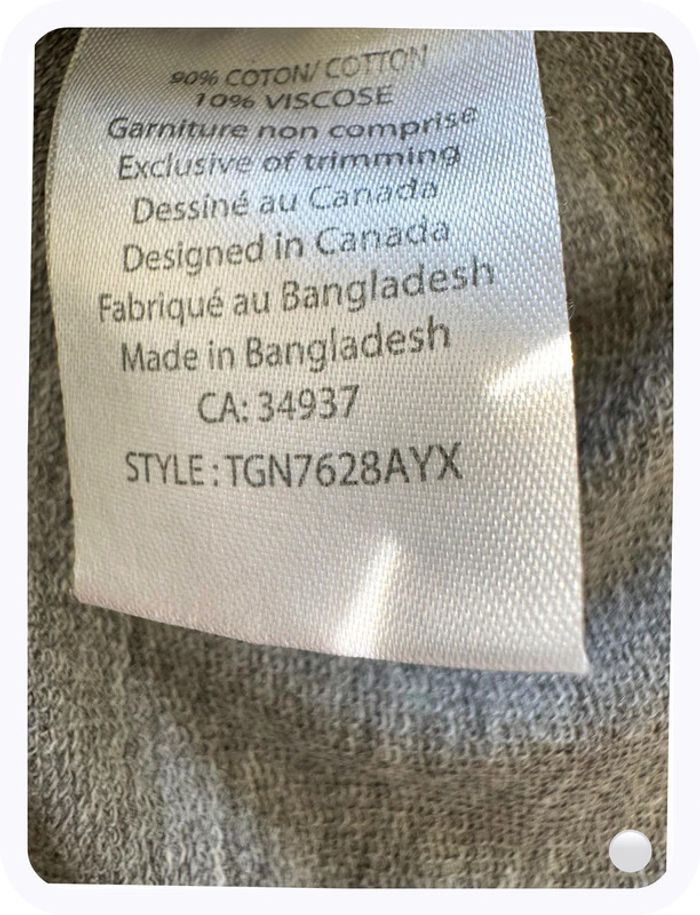 90% COTON/ COTTON
10% VISCOSE
Garniture non comprise
Exclusive of trimming
Dessiné au Canada
Designed in Canada
Fabriqué au Bangladesh
Made in Bangladesh
CA: 34937
STYLE : TGN7628AYX